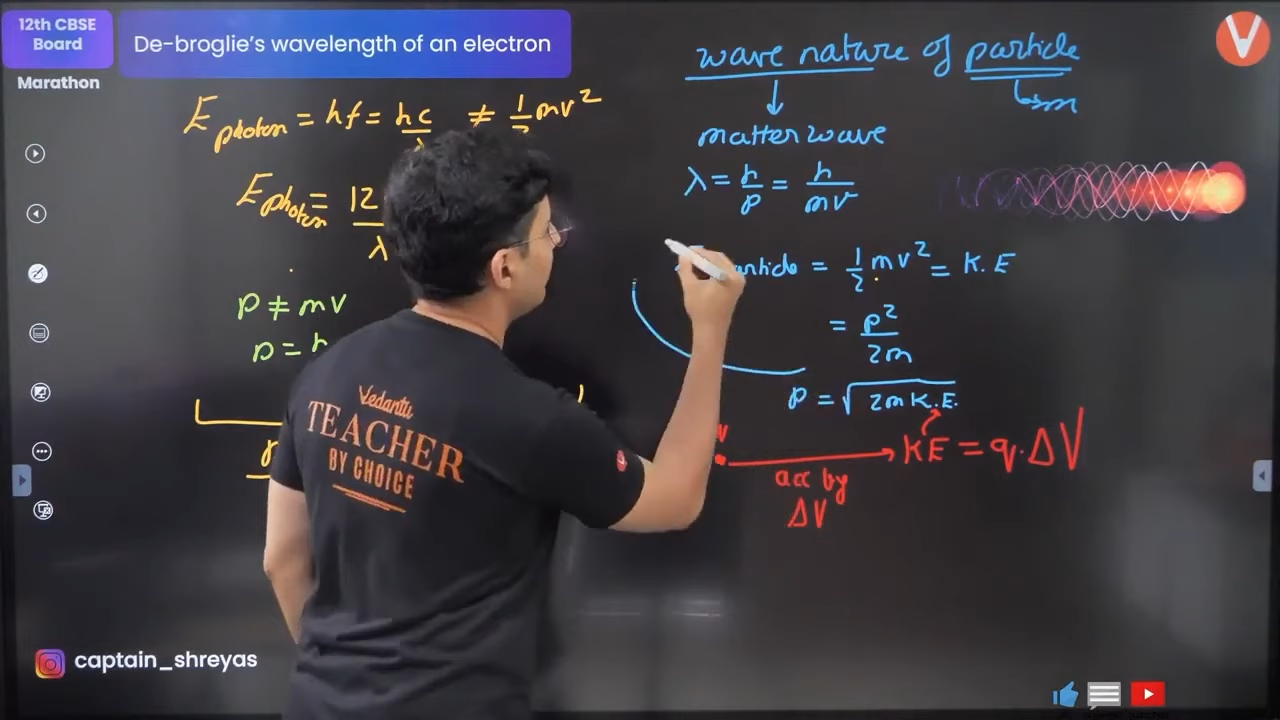 12th CBSE
Board
Marathon
De-broglie's wavelength of an electron
E photon = hf = hc/λ ≠ 1/2 mv²
E photon = 12
λ
P ≠ mV
P = h
wave nature of particle
m
matter wave
λ = h/p = h/mv
particle = 1/2 mv² = K.E
= p²/2m
P = √2mK.E.
acc by
ΔV
KE = q.ΔV
Vedantu
TEACHER
BY CHOICE
captain_shreyas